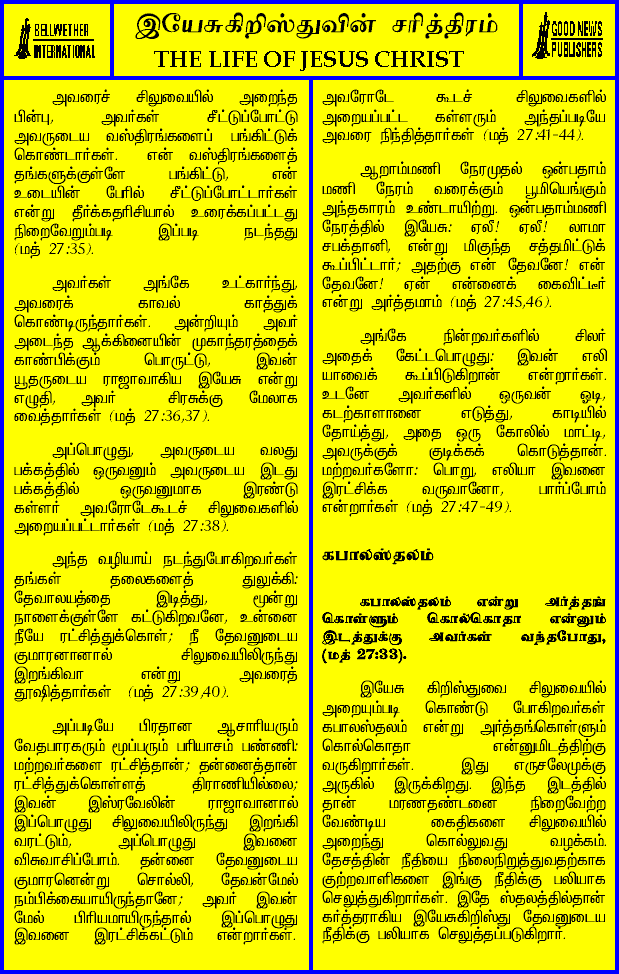 BELLWETHER
INTERNATIONAL
இயேசுகிறிஸ்துவின் சரித்திரம்
THE LIFE OF JESUS CHRIST
GOOD NEWS
PUBLISHERS
அவரைச் சிலுவையில் அறைந்த
பின்பு, அவர்கள் சீட்டுப்போட்டு
அவருடைய வஸ்திரங்களைப் பங்கிட்டுக்
கொண்டார்கள். என் வஸ்திரங்களைத்
தங்களுக்குள்ளே பங்கிட்டு, என்
உடையின் பேரில் சீட்டுப்போட்டார்கள்
என்று தீர்க்கதரிசியால் உரைக்கப்பட்டது
நிறைவேறும்படி இப்படி நடந்தது
(மத் 27:35).
அவர்கள் அங்கே உட்கார்ந்து,
அவரைக் காவல் காத்துக்
கொண்டிருந்தார்கள். அன்றியும் அவர்
அடைந்த ஆக்கினையின் முகாந்தரத்தைக்
காண்பிக்கும் பொருட்டு, இவன்
யூதருடைய ராஜாவாகிய இயேசு என்று
எழுதி, அவர் சிரசுக்கு மேலாக
வைத்தார்கள் (மத் 27:36,37).
அப்பொழுது, அவருடைய வலது
பக்கத்தில் ஒருவனும் அவருடைய இடது
பக்கத்தில் ஒருவனுமாக இரண்டு
கள்ளர் அவரோடேகூடச் சிலுவைகளில்
அறையப்பட்டார்கள் (மத் 27:38).
அந்த வழியாய் நடந்துபோகிறவர்கள்
தங்கள் தலைகளைத் துலுக்கி:
தேவாலயத்தை இடித்து, மூன்று
நாளைக்குள்ளே கட்டுகிறவனே, உன்னை
நீயே ரட்சித்துக்கொள்; நீ தேவனுடைய
குமாரனானால் சிலுவையிலிருந்து
இறங்கிவா என்று அவரைத்
தூஷித்தார்கள் (மத் 27:39,40).
அப்படியே பிரதான ஆசாரியரும்
வேதபாரகரும் மூப்பரும் பரியாசம் பண்ணி:
மற்றவர்களை ரட்சித்தான்; தன்னைத்தான்
ரட்சித்துக்கொள்ளத் திராணியில்லை;
இவன் இஸ்ரவேலின் ராஜாவானால்
இப்பொழுது சிலுவையிலிருந்து இறங்கி
வரட்டும், அப்பொழுது இவனை
விசுவாசிப்போம். தன்னை தேவனுடைய
குமாரனென்று சொல்லி, தேவன்மேல்
நம்பிக்கையாயிருந்தானே; அவர் இவன்
மேல் பிரியமாயிருந்தால் இப்பொழுது
இவனை இரட்சிக்கட்டும் என்றார்கள்.
அவரோடே கூடச் சிலுவைகளில்
அறையப்பட்ட கள்ளரும் அந்தப்படியே
அவரை நிந்தித்தார்கள் (மத் 27:41-44).
ஆறாம்மணி நேரமுதல் ஒன்பதாம்
மணி நேரம் வரைக்கும் பூமியெங்கும்
அந்தகாரம் உண்டாயிற்று. ஒன்பதாம்மணி
நேரத்தில் இயேசு: ஏலீ! ஏலீ! லாமா
சபக்தானி, என்று மிகுந்த சத்தமிட்டுக்
கூப்பிட்டார்; அதற்கு என் தேவனே! என்
தேவனே! ஏன் என்னைக் கைவிட்டீர்
என்று அர்த்தமாம் (மத் 27:45,46).
அங்கே நின்றவர்களில் சிலர்
அதைக் கேட்டபொழுது: இவன் எலி
யாவைக் கூப்பிடுகிறான் என்றார்கள்.
உடனே அவர்களில் ஒருவன் ஓடி,
கடற்காளானை எடுத்து, காடியில்
தோய்த்து, அதை ஒரு கோலில் மாட்டி,
அவருக்குக் குடிக்கக் கொடுத்தான்.
மற்றவர்களோ: பொறு, எலியா இவனை
இரட்சிக்க வருவானோ, பார்ப்போம்
என்றார்கள் (மத் 27:47-49).
கபாலஸ்தலம்
கபாலஸ்தலம் என்று அர்த்தங்
கொள்ளும் கொல்கொதா என்னும்
இடத்துக்கு அவர்கள் வந்தபோது,
(மத் 27:33).
இயேசு கிறிஸ்துவை சிலுவையில்
அறையும்படி கொண்டு போகிறவர்கள்
கபாலஸ்தலம் என்று அர்த்தங்கொள்ளும்
கொல்கொதா என்னுமிடத்திற்கு
வருகிறார்கள். இது எருசலேமுக்கு
அருகில் இருக்கிறது. இந்த இடத்தில்
தான் மரணதண்டனை நிறைவேற்ற
வேண்டிய கைதிகளை சிலுவையில்
அறைந்து கொல்லுவது வழக்கம்.
தேசத்தின் நீதியை நிலைநிறுத்துவதற்காக
குற்றவாளிகளை இங்கு நீதிக்கு பலியாக
செலுத்துகிறார்கள். இதே ஸ்தலத்தில்தான்
கர்த்தராகிய இயேசுகிறிஸ்து தேவனுடைய
நீதிக்கு பலியாக செலுத்தப்படுகிறார்.